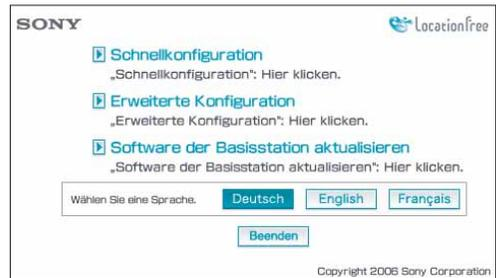 SONY
LocationFree
Schnellkonfiguration
„Schnellkonfiguration": Hier klicken.
Erweiterte Konfiguration
„Erweiterte Konfiguration": Hier klicken.
Software der Basisstation aktualisieren
„Software der Basisstation aktualisieren": Hier klicken.
Wählen Sie eine Sprache. Deutsch English Français
Beenden
Copyright 2006 Sony Corporation